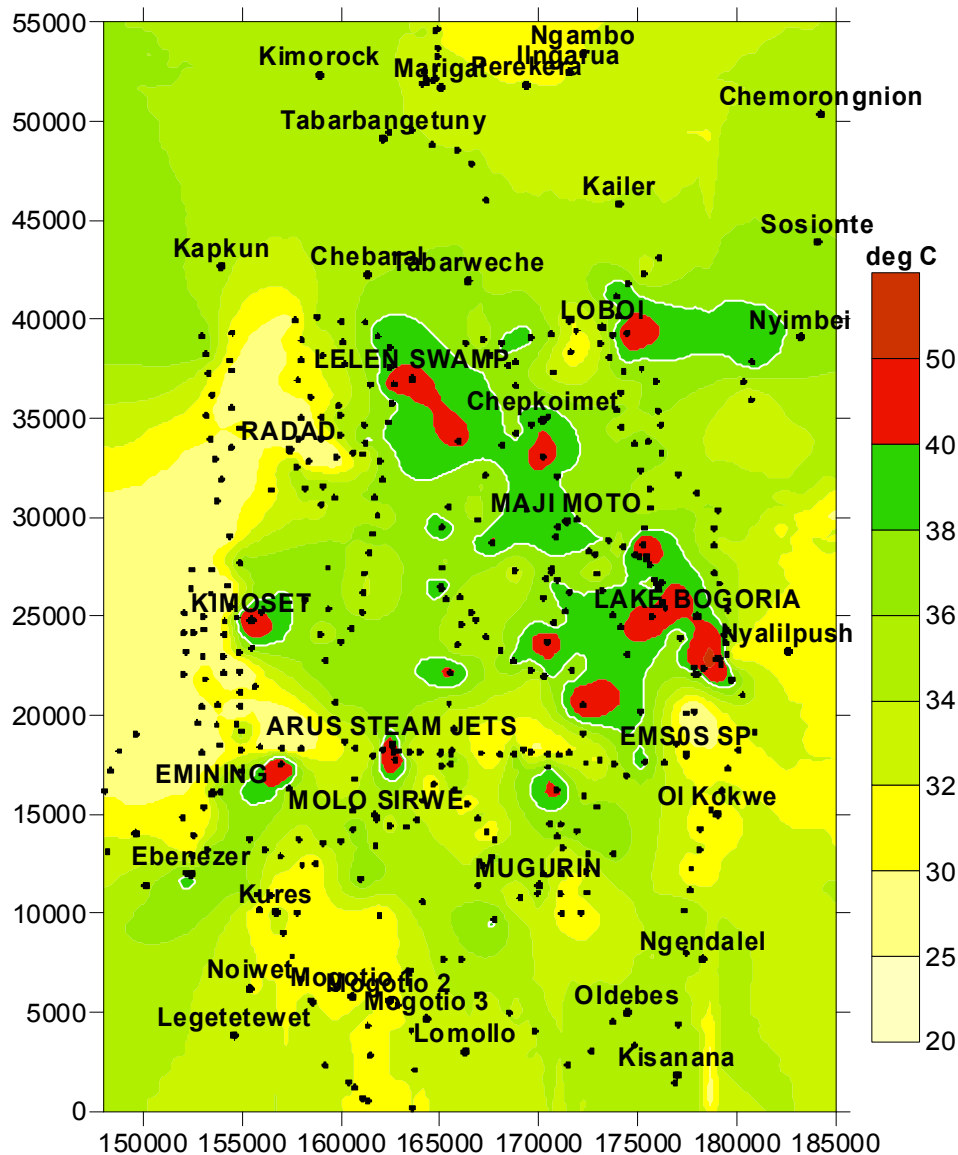 55000
Ngambo
Kimorock
Ilngarua
Marigat
Perekera
Chemorongnion
50000
Tabarbangetuny
Kailer
45000
Sosionte
Kapkun
Chebaral
Tabarweche
deg C
40000
LOBOI
Nyimbei
LELEN SWAMP
50
35000
Chepkoimet
RADAD
40
MAJI MOTO
30000
38
KIMOSET
LAKE BOGORIA
25000
36
Nyalilpush
34
20000
ARUS STEAM JETS
EMS0S SP
EMINING
32
MOLO SIRWE
Ol Kokwe
15000
Ebenezer
MUGURIN
30
Kures
10000
Ngendalel
25
Noiwet
Mogotio 1
Mogotio 2
Mogotio 3
Oldebes
Legetetewet
5000
Lomollo
20
Kisanana
0
150000 155000 160000 165000 170000 175000 180000 185000